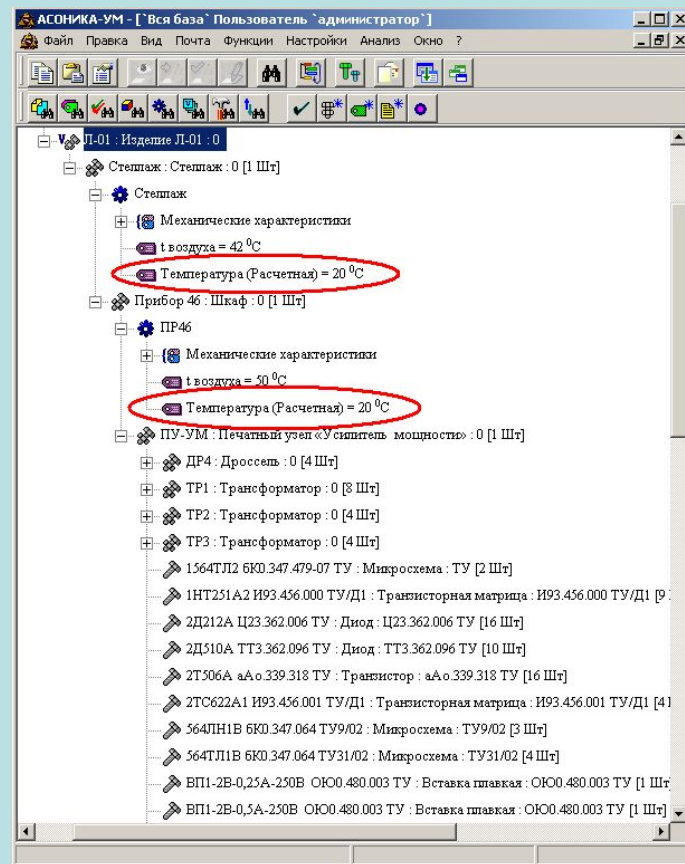 АСОНИКА-УМ - [`Вся база` Пользователь `администратор`]
Файл Правка Вид Почта Функции Настройки Анализ Окно ?
Л-01 : Изделие Л-01 : 0
Стеллаж : Стеллаж : 0 [1 Шт]
Стеллаж
Механические характеристики
t воздуха = 42 ⁰C
Температура (Расчетная) = 20 ⁰C
Прибор 46 : Шкаф : 0 [1 Шт]
ПР46
Механические характеристики
t воздуха = 50 ⁰C
Температура (Расчетная) = 20 ⁰C
ПУ-УМ : Печатный узел «Усилитель мощности» : 0 [1 Шт]
ДР4 : Дроссель : 0 [4 Шт]
ТР1 : Трансформатор : 0 [8 Шт]
ТР2 : Трансформатор : 0 [4 Шт]
ТР3 : Трансформатор : 0 [4 Шт]
1564ТЛ2 бК0.347.479-07 ТУ : Микросхема : ТУ [2 Шт]
1НТ251А2 И93.456.000 ТУ/Д1 : Транзисторная матрица : И93.456.000 ТУ/Д1 [9
2Д212А Ц23.362.006 ТУ : Диод : Ц23.362.006 ТУ [16 Шт]
2Д510А ТТ3.362.096 ТУ : Диод : ТТ3.362.096 ТУ [10 Шт]
2Т506А аАо.339.318 ТУ : Транзистор : аАо.339.318 ТУ [16 Шт]
2ТС622А1 И93.456.001 ТУ/Д1 : Транзисторная матрица : И93.456.001 ТУ/Д1 [4
564ЛН1В бК0.347.064 ТУ9/02 : Микросхема : ТУ9/02 [3 Шт]
564ТЛ1В бК0.347.064 ТУ31/02 : Микросхема : ТУ31/02 [4 Шт]
ВП1-2В-0,25А-250В ОЮ0.480.003 ТУ : Вставка плавкая : ОЮ0.480.003 ТУ [1 Шт
ВП1-2В-0,5А-250В ОЮ0.480.003 ТУ : Вставка плавкая : ОЮ0.480.003 ТУ [1 Шт]